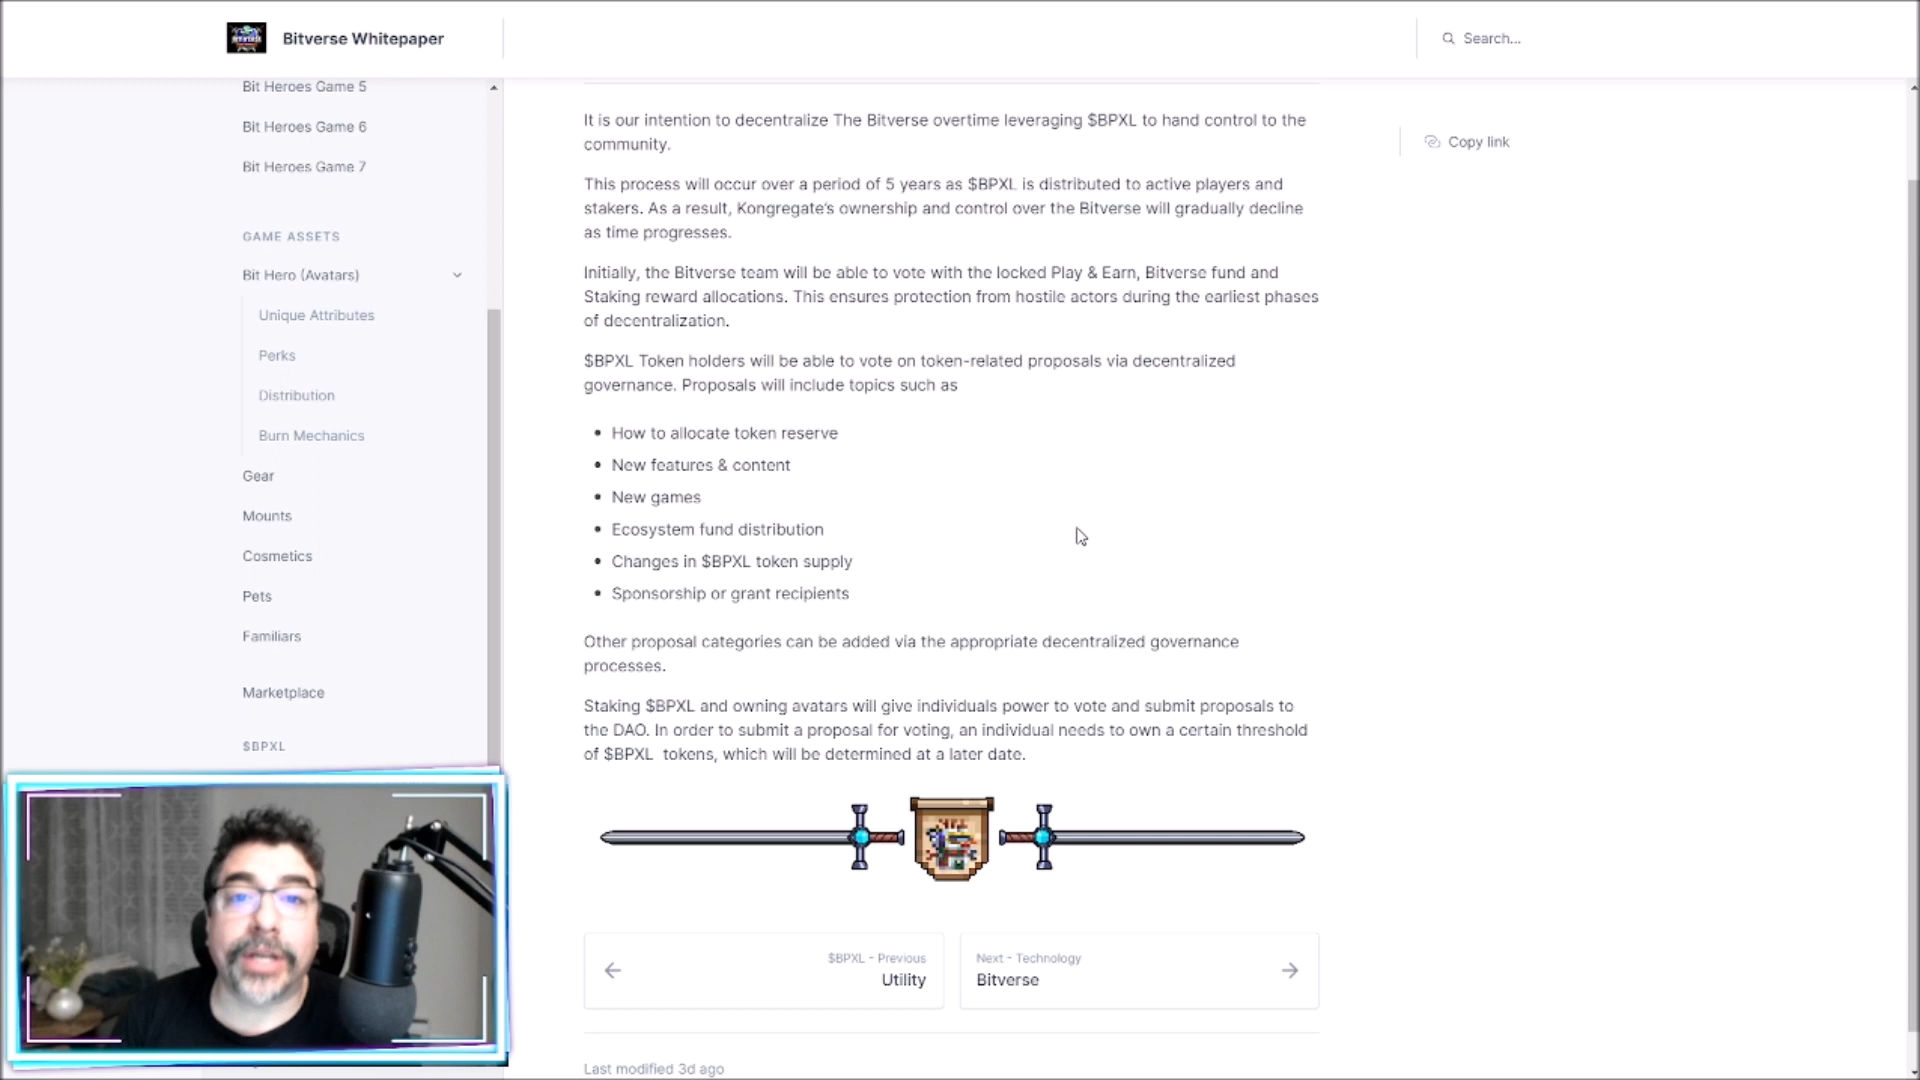 Bitverse Whitepaper
Search...
Bit Heroes Game 5
Bit Heroes Game 6
Bit Heroes Game 7
GAME ASSETS
Bit Hero (Avatars)
Unique Attributes
Perks
Distribution
Burn Mechanics
Gear
Mounts
Cosmetics
Pets
Familiars
Marketplace
$BPXL
It is our intention to decentralize The Bitverse overtime leveraging $BPXL to hand control to the
community.
This process will occur over a period of 5 years as $BPXL is distributed to active players and
stakers. As a result, Kongregate's ownership and control over the Bitverse will gradually decline
as time progresses.
Initially, the Bitverse team will be able to vote with the locked Play & Earn, Bitverse fund and
Staking reward allocations. This ensures protection from hostile actors during the earliest phases
of decentralization.
$BPXL Token holders will be able to vote on token-related proposals via decentralized
governance. Proposals will include topics such as
• How to allocate token reserve
• New features & content
• New games
• Ecosystem fund distribution
• Changes in $BPXL token supply
• Sponsorship or grant recipients
Other proposal categories can be added via the appropriate decentralized governance
processes.
Staking $BPXL and owning avatars will give individuals power to vote and submit proposals to
the DAO. In order to submit a proposal for voting, an individual needs to own a certain threshold
of $BPXL  tokens, which will be determined at a later date.
$BPXL - Previous
Utility
Next - Technology
Bitverse
Last modified 3d ago
Copy link